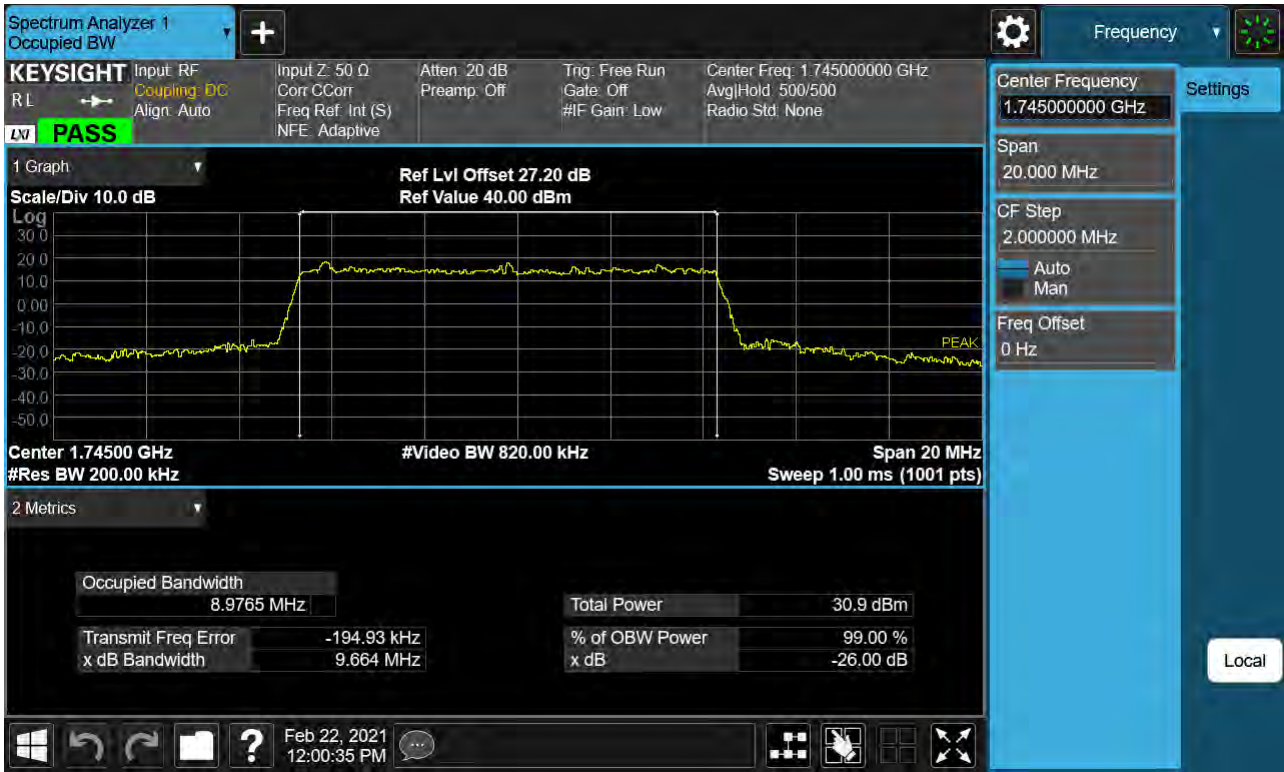 Spectrum Analyzer 1
Occupied BW
+
Frequency
KEYSIGHT
R L
LXI
PASS
Input: RF
Coupling: DC
Align: Auto
Input Z: 50 Ω
Corr CCorr
Freq Ref: Int (S)
NFE: Adaptive
Atten: 20 dB
Preamp: Off
Trig: Free Run
Gate: Off
#IF Gain: Low
Center Freq: 1.745000000 GHz
Avg|Hold: 500/500
Radio Std: None
Center Frequency
1.745000000 GHz
Settings
Span
20.000 MHz
CF Step
2.000000 MHz
Auto
Man
Freq Offset
0 Hz
Local
1 Graph
Scale/Div 10.0 dB
Ref Lvl Offset 27.20 dB
Ref Value 40.00 dBm
Log
30.0
20.0
10.0
0.00
-10.0
-20.0
-30.0
-40.0
-50.0
PEAK
Center 1.74500 GHz
#Video BW 820.00 kHz
Span 20 MHz
#Res BW 200.00 kHz
Sweep 1.00 ms (1001 pts)
2 Metrics
Occupied Bandwidth
8.9765 MHz
Total Power 30.9 dBm
Transmit Freq Error -194.93 kHz
% of OBW Power 99.00 %
x dB Bandwidth 9.664 MHz
x dB -26.00 dB
?
Feb 22, 2021
12:00:35 PM